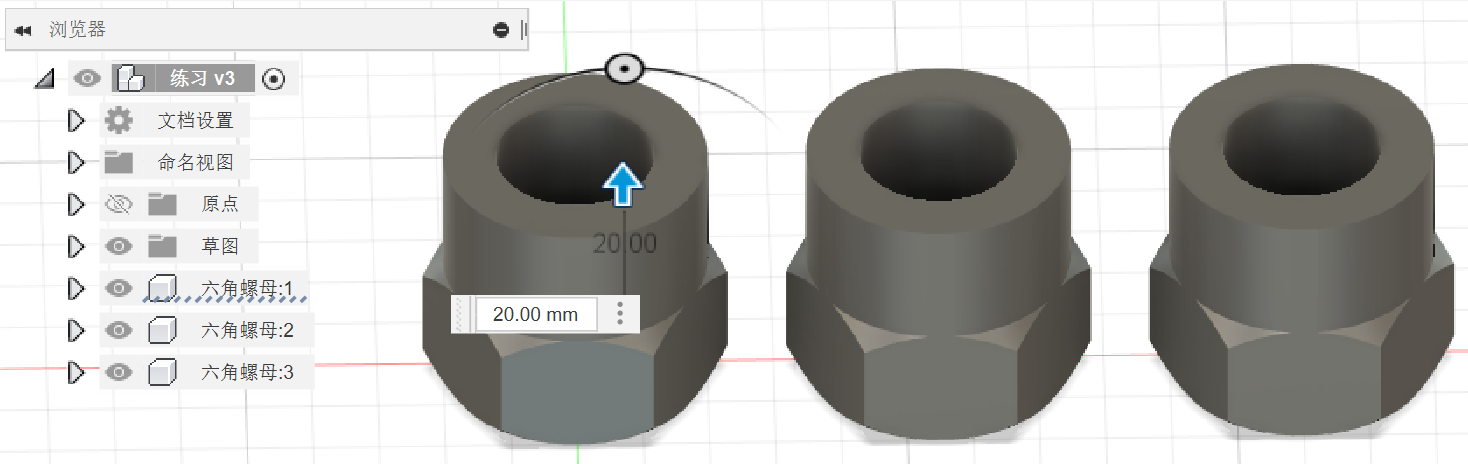 浏览器
练习 v3
文档设置
命名视图
原点
草图
六角螺母:1
六角螺母:2
六角螺母:3
20.00
20.00 mm